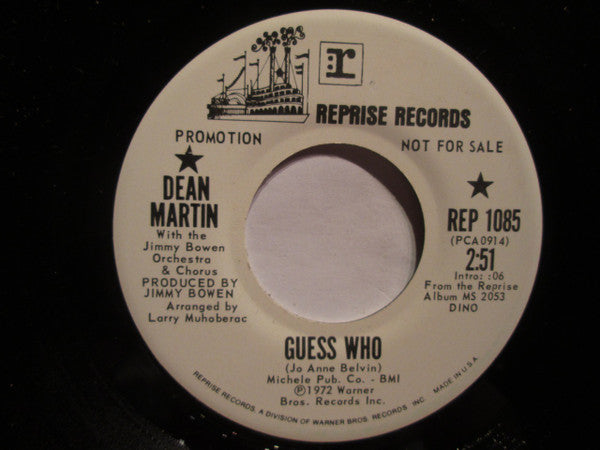 :r
REPRISE RECORDS
PROMOTION
NOT FOR SALE
DEAN
MARTIN
With the
Jimmy Bowen
Orchestra
& Chorus
PRODUCED BY
JIMMY BOWEN
Arranged by
Larry Muhoberac
REP 1085
(PCA0914)
2:51
Intro: :06
From the Reprise
Album MS 2053
DINO
GUESS WHO
(Jo Anne Belvin)
Michele Pub. Co. - BMI
Ⓟ1972 Warner
Bros. Records Inc.
REPRISE RECORDS, A DIVISION OF WARNER BROS. RECORDS, INC. MADE IN U.S.A.